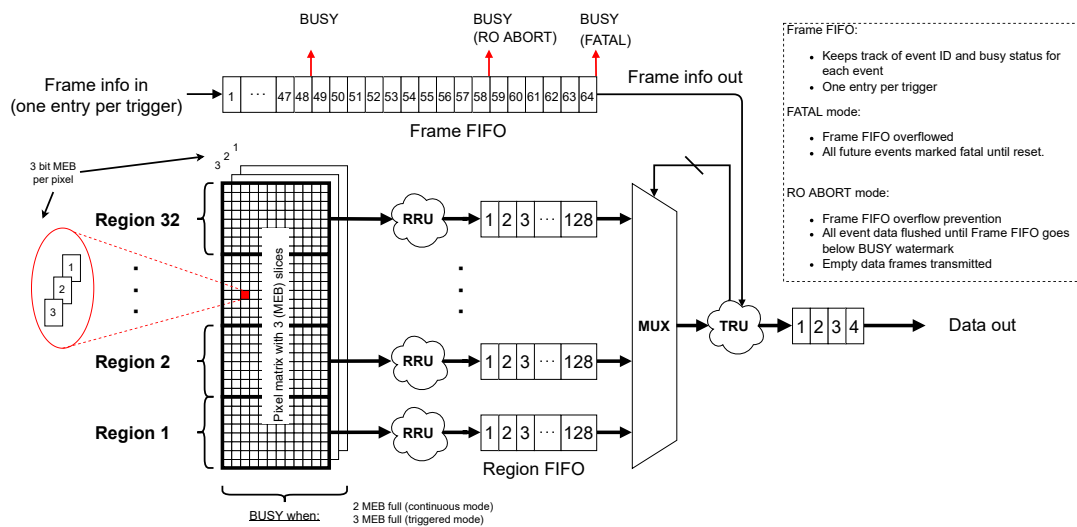 BUSY
BUSY
(RO ABORT)
BUSY
(FATAL)
Frame info in
(one entry per trigger)
1 ··· 47 48 49 50 51 52 53 54 55 56 57 58 59 60 61 62 63 64
Frame FIFO
Frame info out
Frame FIFO:
• Keeps track of event ID and busy status for
each event
• One entry per trigger
FATAL mode:
• Frame FIFO overflowed
• All future events marked fatal until reset.
RO ABORT mode:
• Frame FIFO overflow prevention
• All event data flushed until Frame FIFO goes
below BUSY watermark
• Empty data frames transmitted
3 bit MEB
per pixel
3 2 1
Region 32
RRU
1 2 3 ··· 128
1
2
3
Pixel matrix with 3 (MEB) slices
MUX
TRU
1 2 3 4
Data out
Region 2
RRU
1 2 3 ··· 128
Region 1
RRU
1 2 3 ··· 128
Region FIFO
BUSY when:
2 MEB full (continuous mode)
3 MEB full (triggered mode)